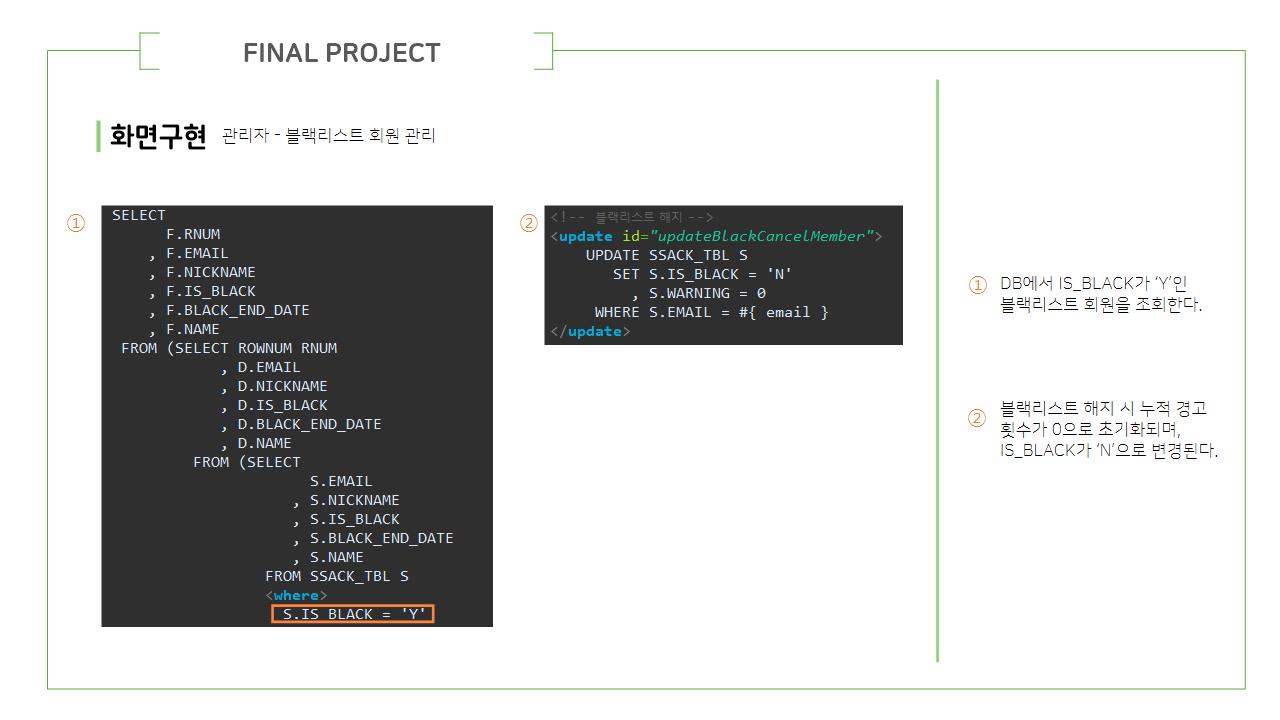 FINAL PROJECT
화면구현 관리자 - 블랙리스트 회원 관리
①
SELECT
F.RNUM
, F.EMAIL
, F.NICKNAME
, F.IS_BLACK
, F.BLACK_END_DATE
, F.NAME
FROM (SELECT ROWNUM RNUM
, D.EMAIL
, D.NICKNAME
, D.IS_BLACK
, D.BLACK_END_DATE
, D.NAME
FROM (SELECT
S.EMAIL
, S.NICKNAME
, S.IS_BLACK
, S.BLACK_END_DATE
, S.NAME
FROM SSACK_TBL S
<where>
S.IS_BLACK = 'Y'
②
<!-- 블랙리스트 해지 -->
<update id="updateBlackCancelMember">
UPDATE SSACK_TBL S
SET S.IS_BLACK = 'N'
, S.WARNING = 0
WHERE S.EMAIL = #{ email }
</update>
① DB에서 IS_BLACK가 ‘Y’인
블랙리스트 회원을 조회한다.
② 블랙리스트 해지 시 누적 경고
횟수가 0으로 초기화되며,
IS_BLACK가 ‘N’으로 변경된다.